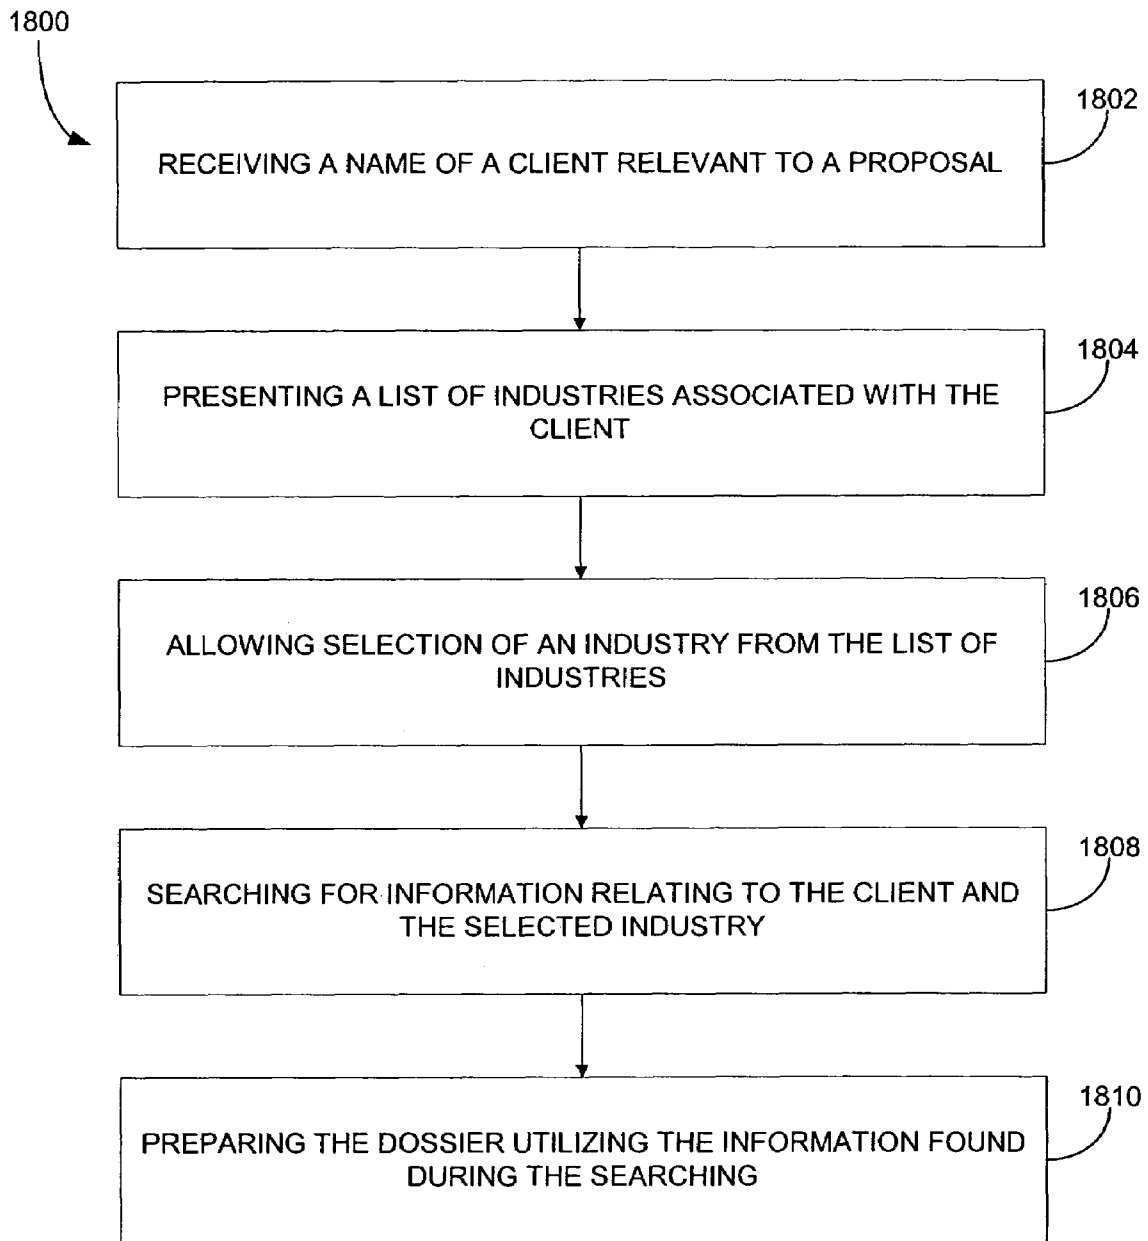 1800
1802
RECEIVING A NAME OF A CLIENT RELEVANT TO A PROPOSAL
1804
PRESENTING A LIST OF INDUSTRIES ASSOCIATED WITH THE
CLIENT
1806
ALLOWING SELECTION OF AN INDUSTRY FROM THE LIST OF
INDUSTRIES
1808
SEARCHING FOR INFORMATION RELATING TO THE CLIENT AND
THE SELECTED INDUSTRY
1810
PREPARING THE DOSSIER UTILIZING THE INFORMATION FOUND
DURING THE SEARCHING